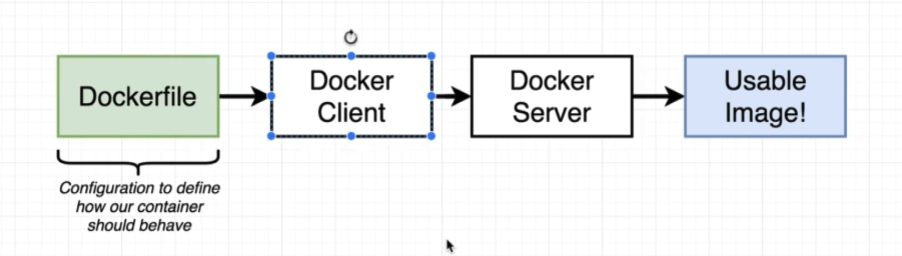 Dockerfile
Docker
Client
Docker
Server
Usable
Image!
Configuration to define
how our container
should behave